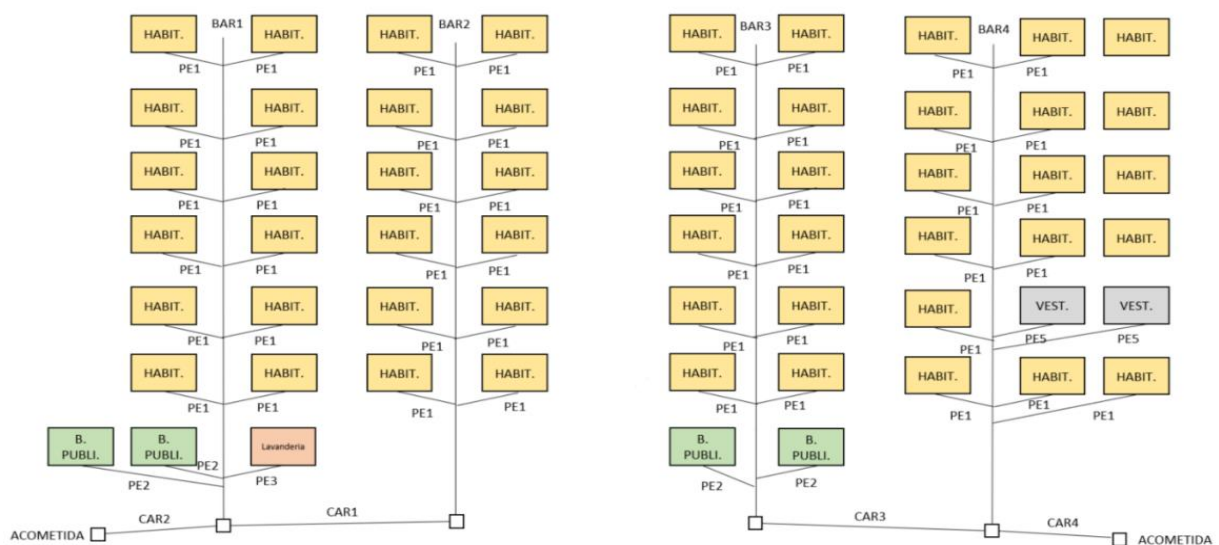 HABIT. BAR1 HABIT. HABIT. BAR2 HABIT. HABIT. BAR3 HABIT. HABIT. BAR4 HABIT. HABIT.
PE1 PE1 PE1 PE1 PE1 PE1 PE1 PE1
HABIT. HABIT. HABIT. HABIT. HABIT. HABIT. HABIT. HABIT. HABIT.
PE1 PE1 PE1 PE1 PE1 PE1 PE1 PE1
HABIT. HABIT. HABIT. HABIT. HABIT. HABIT. HABIT. HABIT. HABIT.
PE1 PE1 PE1 PE1 PE1 PE1 PE1 PE1
HABIT. HABIT. HABIT. HABIT. HABIT. HABIT. HABIT. HABIT. HABIT.
PE1 PE1 PE1 PE1 PE1 PE1 PE1 PE1
HABIT. HABIT. HABIT. HABIT. HABIT. HABIT. HABIT. VEST. VEST.
PE1 PE1 PE1 PE1 PE1 PE1 PE1 PE5 PE5
HABIT. HABIT. HABIT. HABIT. HABIT. HABIT. HABIT. HABIT. HABIT.
PE1 PE1 PE1 PE1 PE1 PE1 PE1 PE1 PE1
B. B. Lavanderia B. B.
PUBLI. PUBLI. PUBLI. PUBLI.
PE2 PE2 PE3 PE2 PE2
CAR2 CAR1 CAR3 CAR4
ACOMETIDA ACOMETIDA